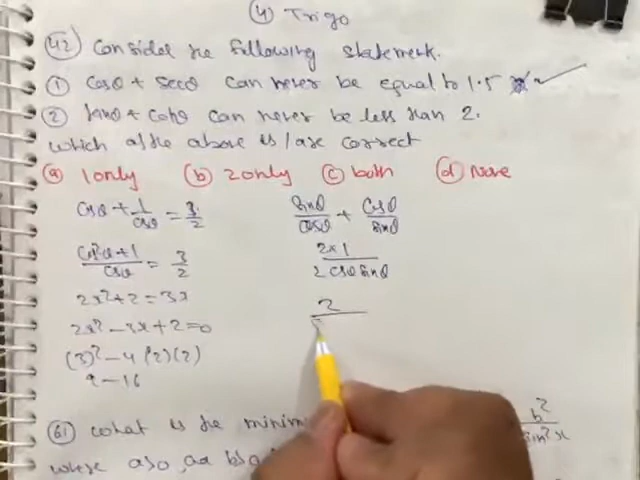 (4) Trigo
(42) Consider the following statement.
(1) cosθ + secθ can never be equal to 1.5
(2) tanθ + cotθ can never be less than 2.
which of the above is/are correct
(a) 1 only (b) 2 only (c) both (d) None
cosθ + 1/cosθ = 3/2
sinθ/cosθ + cosθ/sinθ
cos²θ + 1/cosθ = 3/2
2×1/2 cosθ sinθ
2x² + 2 = 3x
2
2x² - 3x + 2 = 0
(3)² - 4(2)(2)
9 - 16
(61) what is the minim
b²/sin²x
where a>0,